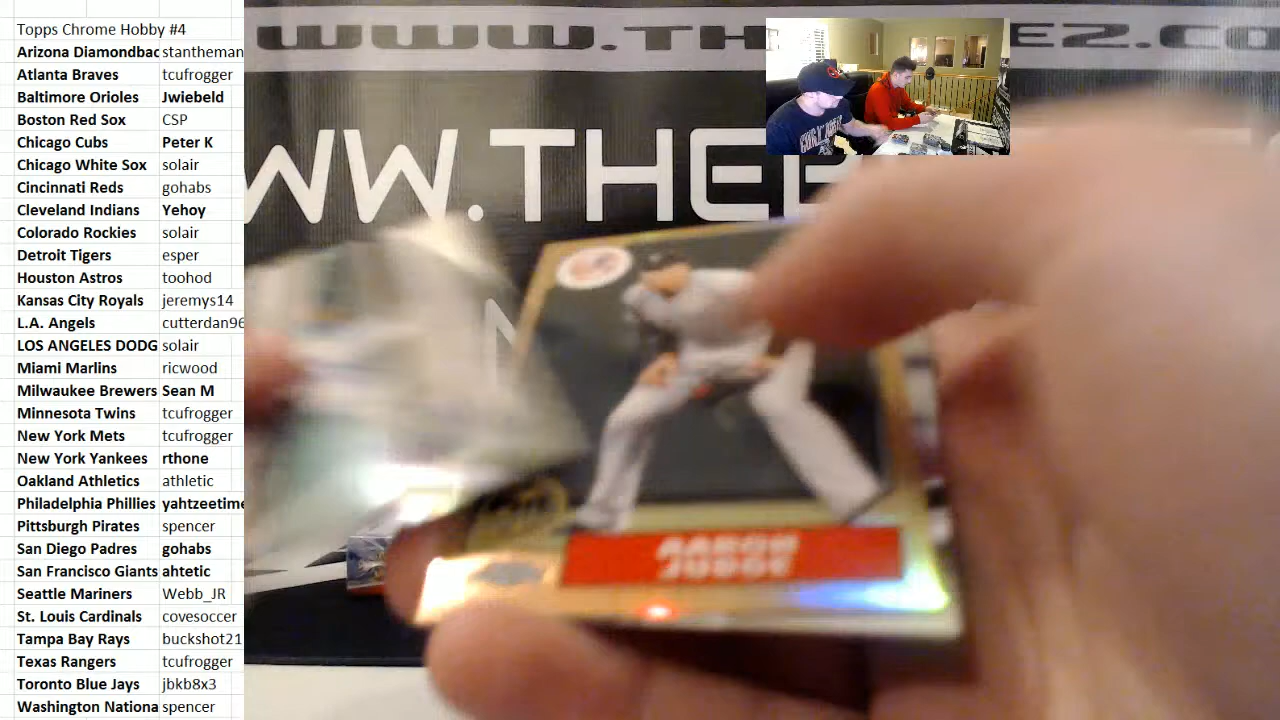 Topps Chrome Hobby #4
Arizona Diamondbac stantheman
Atlanta Braves tcufrogger
Baltimore Orioles Jwiebeld
Boston Red Sox CSP
Chicago Cubs Peter K
Chicago White Sox solair
Cincinnati Reds gohabs
Cleveland Indians Yehoy
Colorado Rockies solair
Detroit Tigers esper
Houston Astros toohod
Kansas City Royals jeremys14
L.A. Angels cutterdan96
LOS ANGELES DODG solair
Miami Marlins ricwood
Milwaukee Brewers Sean M
Minnesota Twins tcufrogger
New York Mets tcufrogger
New York Yankees rthone
Oakland Athletics athletic
Philadelphia Phillies yahtzeetime
Pittsburgh Pirates spencer
San Diego Padres gohabs
San Francisco Giants ahtetic
Seattle Mariners Webb_JR
St. Louis Cardinals covesoccer
Tampa Bay Rays buckshot21
Texas Rangers tcufrogger
Toronto Blue Jays jbkb8x3
Washington Nationa spencer
WWW.TH EZ.CO
WW.THEB
AARON
JUDGE